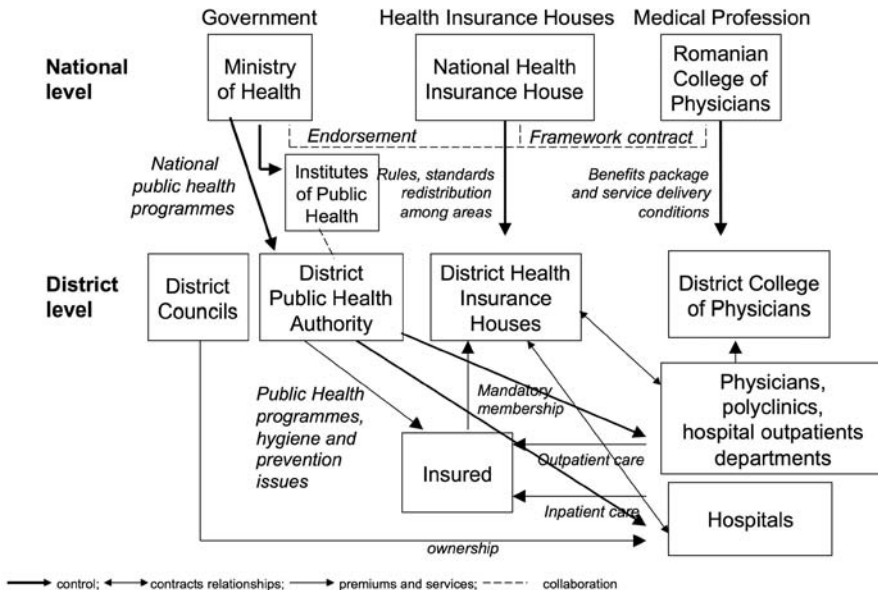 Government
Health Insurance Houses
Medical Profession
National
level
Ministry
of Health
National Health
Insurance House
Romanian
College of
Physicians
Endorsement
Framework contract
National
public health
programmes
Institutes
of Public
Health
Rules, standards
redistribution
among areas
Benefits package
and service delivery
conditions
District
level
District
Councils
District
Public Health
Authority
District Health
Insurance
Houses
District College
of Physicians
Public Health
programmes,
hygiene and
prevention
issues
Mandatory
membership
Physicians,
polyclinics,
hospital outpatients
departments
Insured
Outpatient care
Inpatient care
Hospitals
ownership
control; contracts relationships; premiums and services; collaboration